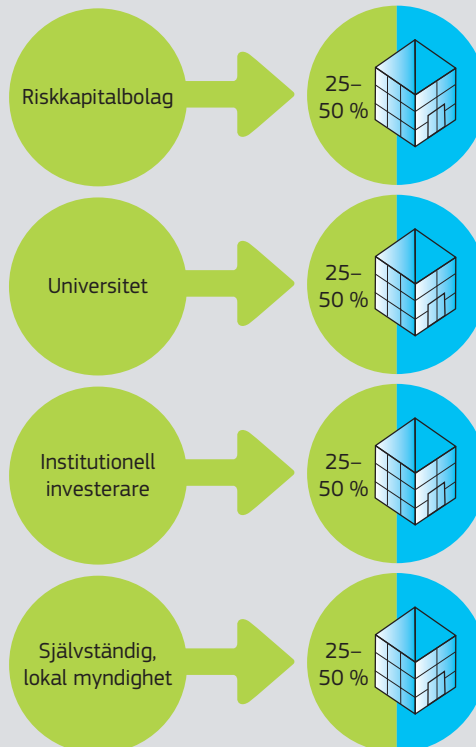 Riskkapitalbolag
25–
50 %
Universitet
25–
50 %
Institutionell
investerare
25–
50 %
Självständig,
lokal myndighet
25–
50 %